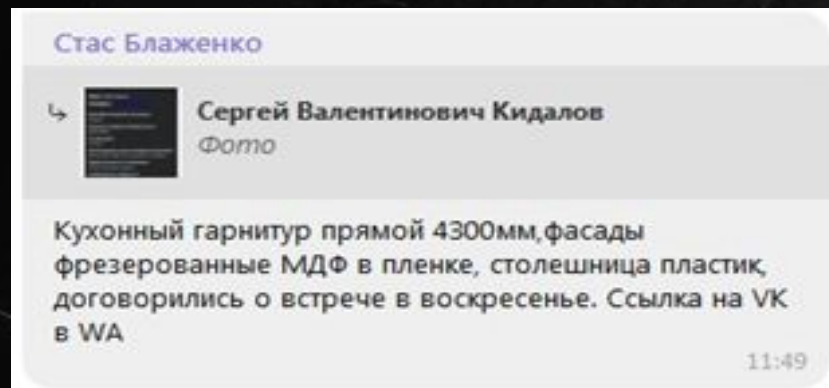 Стас Блаженко
Сергей Валентинович Кидалов
Фото
Кухонный гарнитур прямой 4300мм,фасады
фрезерованные МДФ в пленке, столешница пластик,
договорились о встрече в воскресенье. Ссылка на VK
в WA
11:49